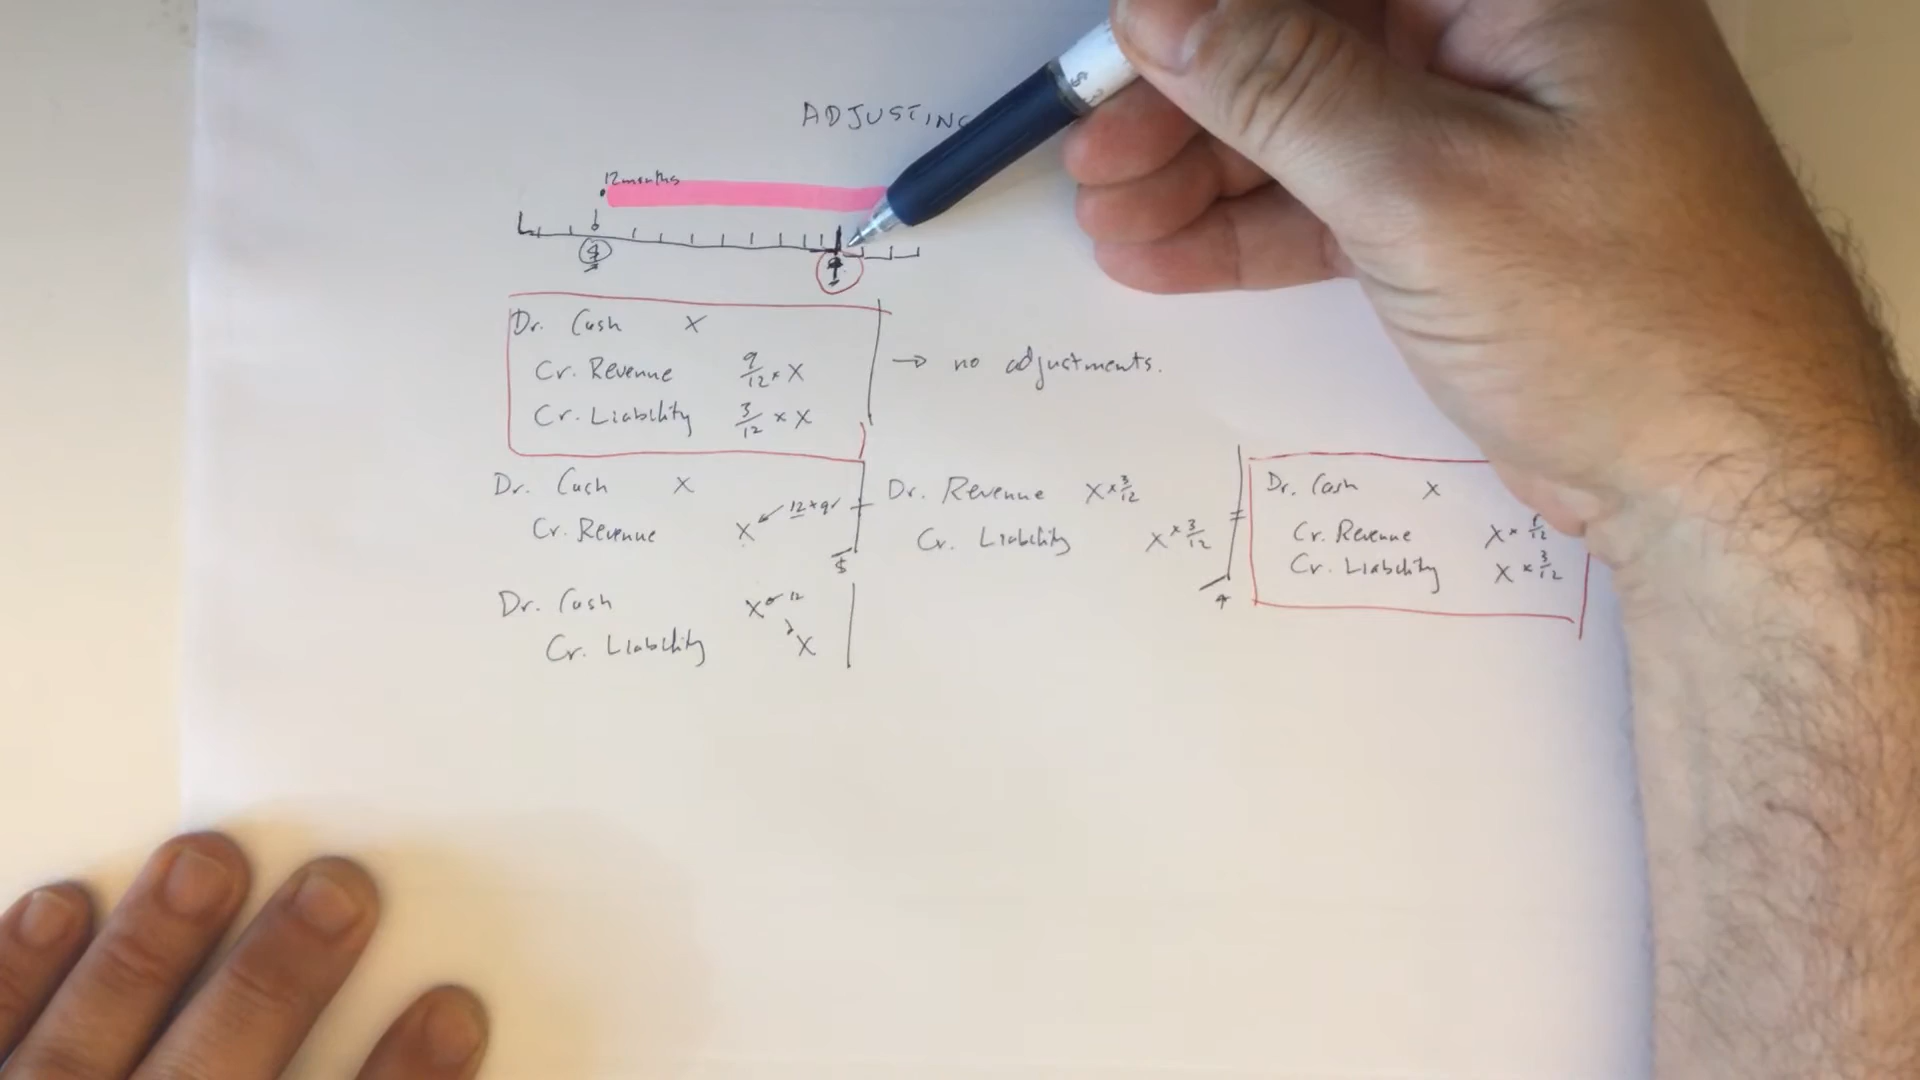 ADJUSTING
12 months
Dr. Cash X
Cr. Revenue 9/12 × X
Cr. Liability 3/12 × X
→ no adjustments.
Dr. Cash X
Cr. Revenue X ← 12
Dr. Revenue X × 3/12
Cr. Liability X × 3/12
Dr. Cash X
Cr. Revenue X ×
Cr. Liability X × 3/12
Dr. Cash X ← 12
Cr. Liability X